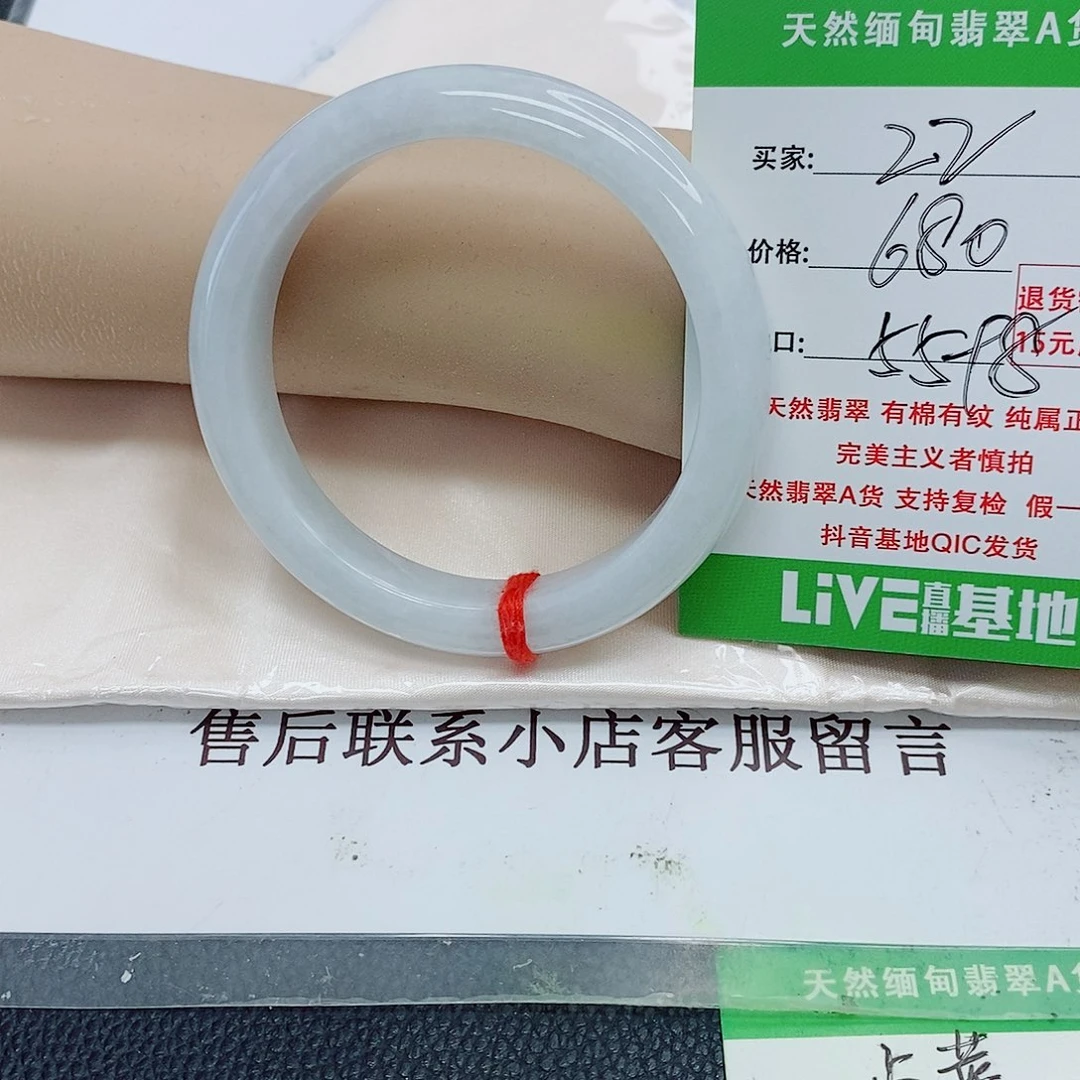 天然缅甸翡翠A货
买家: 22
价格: 680
退货
口: 55-58
15元
天然翡翠 有棉有纹 纯属正
完美主义者慎拍
天然翡翠A货 支持复检 假一
抖音基地QIC发货
LiVE直播基地
售后联系小店客服留言
天然缅甸翡翠A